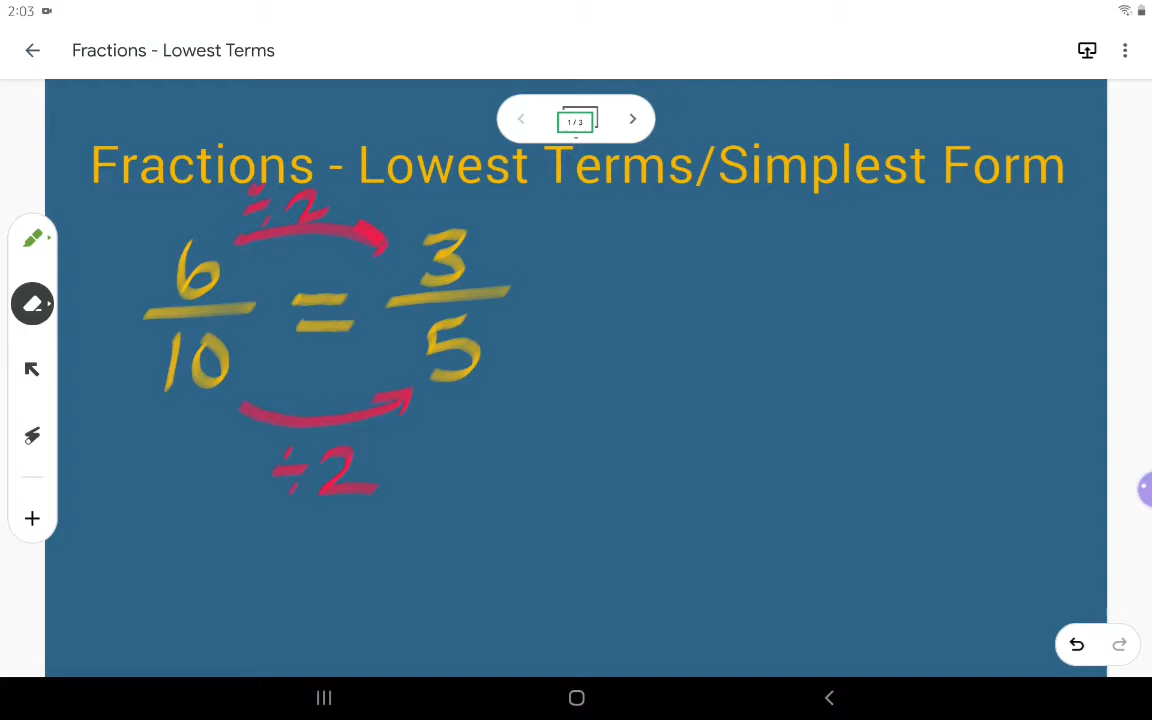 2:03
Fractions - Lowest Terms
1 / 3
Fractions - Lowest Terms/Simplest Form
÷2
6/10 = 3/5
÷2